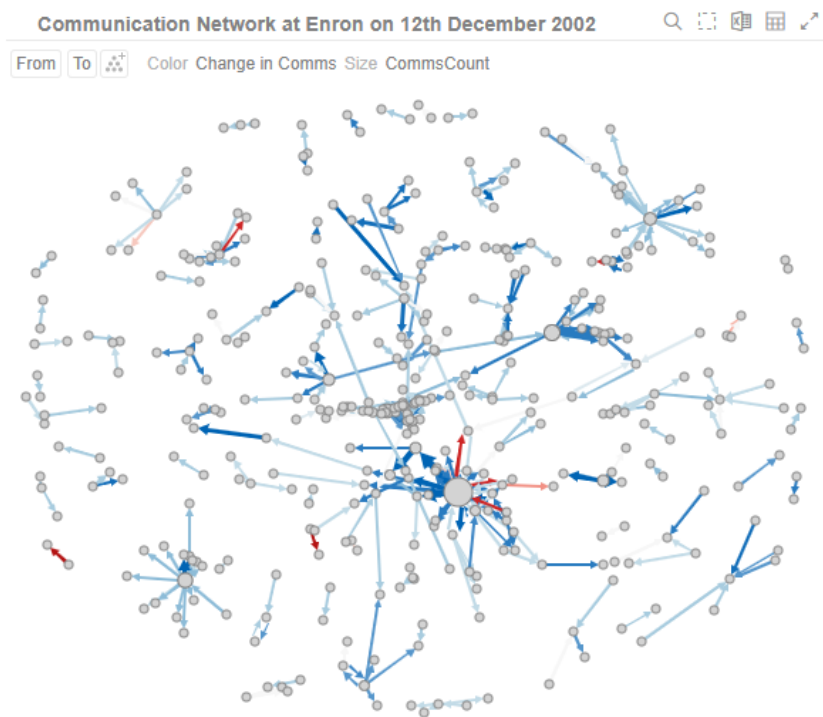 Communication Network at Enron on 12th December 2002
From To Color Change in Comms Size CommsCount